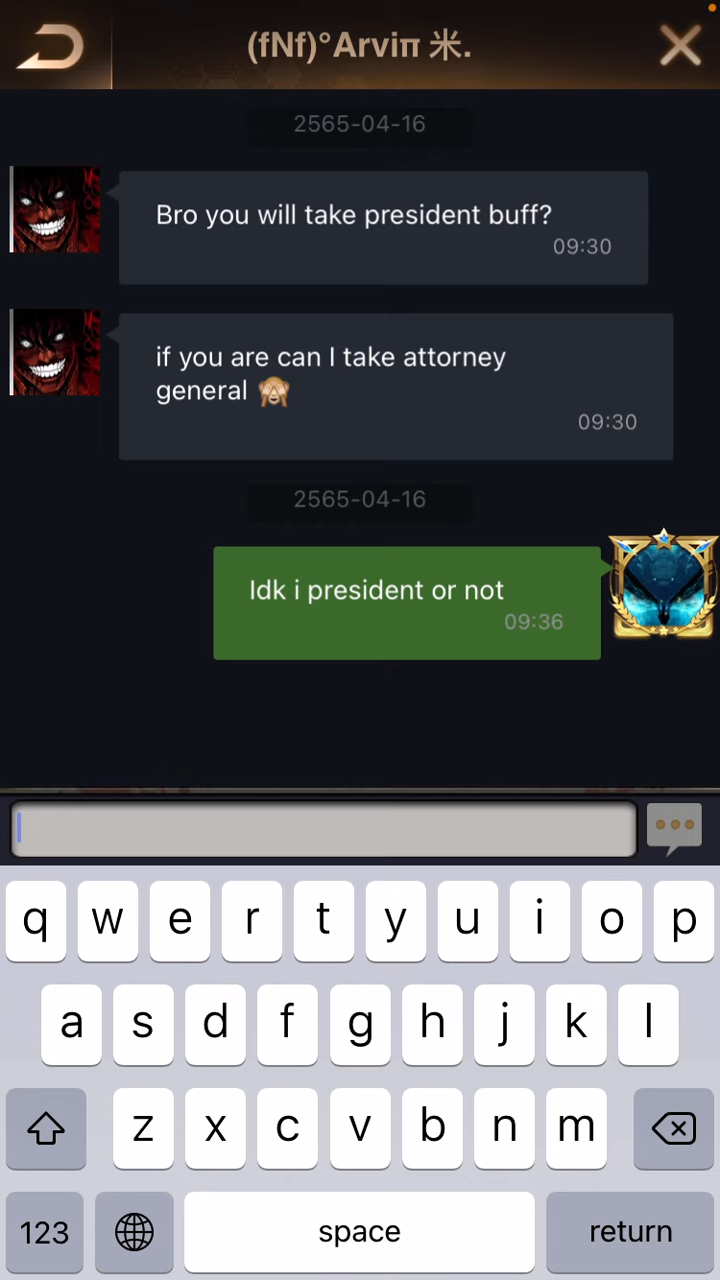 (fNf)°Arviπ 米.
2565-04-16
Bro you will take president buff?
09:30
if you are can I take attorney
general 🙈
09:30
2565-04-16
Idk i president or not
09:36
q w e r t y u i o p
a s d f g h j k l
z x c v b n m
123 space return